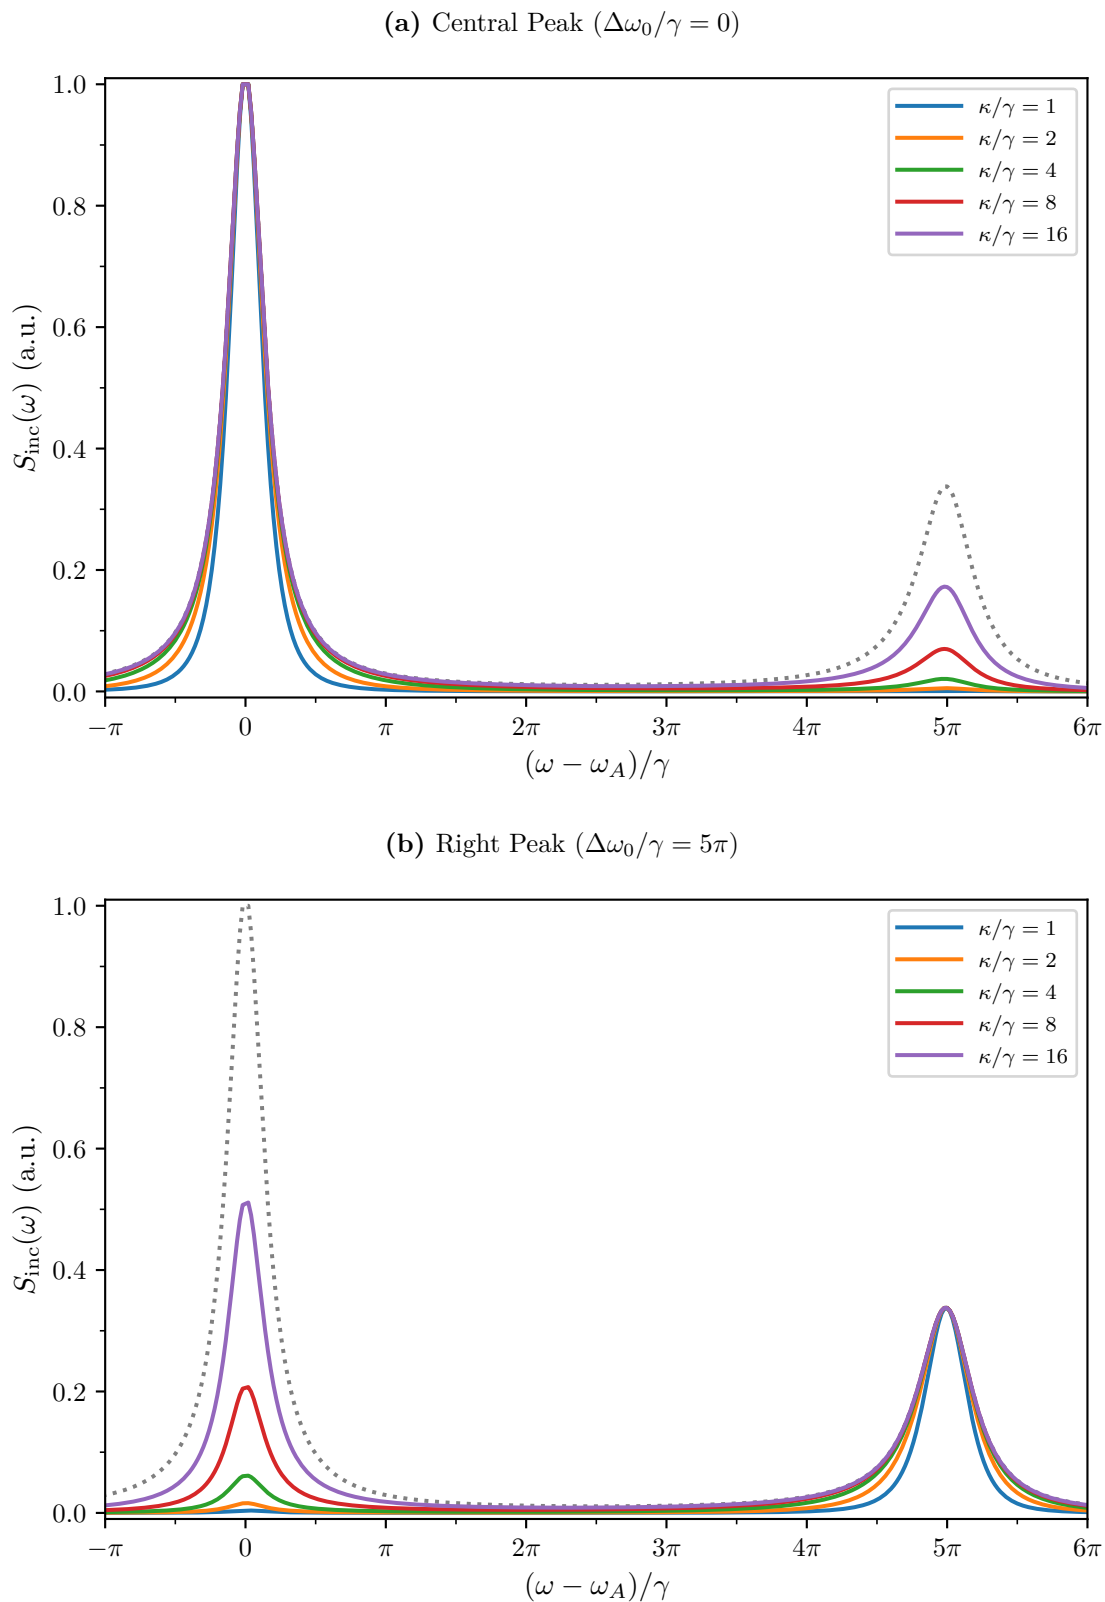 (a) Central Peak (Δω₀/γ = 0)
1.0
0.8
0.6
0.4
0.2
0.0
S_inc(ω) (a.u.)
κ/γ = 1
κ/γ = 2
κ/γ = 4
κ/γ = 8
κ/γ = 16
−π 0 π 2π 3π 4π 5π 6π
(ω − ω_A)/γ
(b) Right Peak (Δω₀/γ = 5π)
1.0
0.8
0.6
0.4
0.2
0.0
S_inc(ω) (a.u.)
κ/γ = 1
κ/γ = 2
κ/γ = 4
κ/γ = 8
κ/γ = 16
−π 0 π 2π 3π 4π 5π 6π
(ω − ω_A)/γ